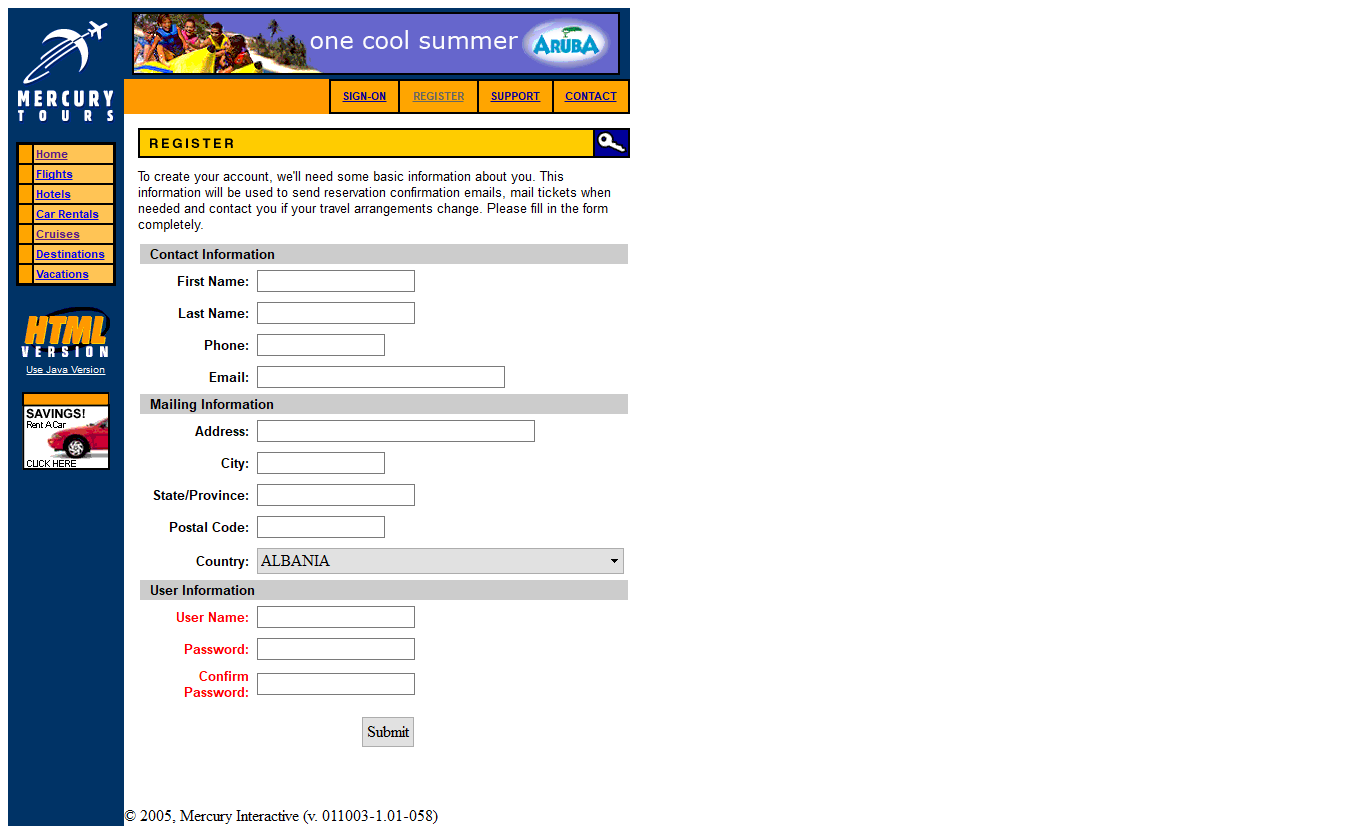 MERCURY
TOURS
one cool summer
ARUBA
SIGN-ON
REGISTER
SUPPORT
CONTACT
Home
Flights
Hotels
Car Rentals
Cruises
Destinations
Vacations
HTML
VERSION
Use Java Version
SAVINGS!
Rent A Car
CLICK HERE
REGISTER
To create your account, we'll need some basic information about you. This
information will be used to send reservation confirmation emails, mail tickets when
needed and contact you if your travel arrangements change. Please fill in the form
completely.
Contact Information
First Name:
Last Name:
Phone:
Email:
Mailing Information
Address:
City:
State/Province:
Postal Code:
Country: ALBANIA
User Information
User Name:
Password:
Confirm
Password:
Submit
© 2005, Mercury Interactive (v. 011003-1.01-058)